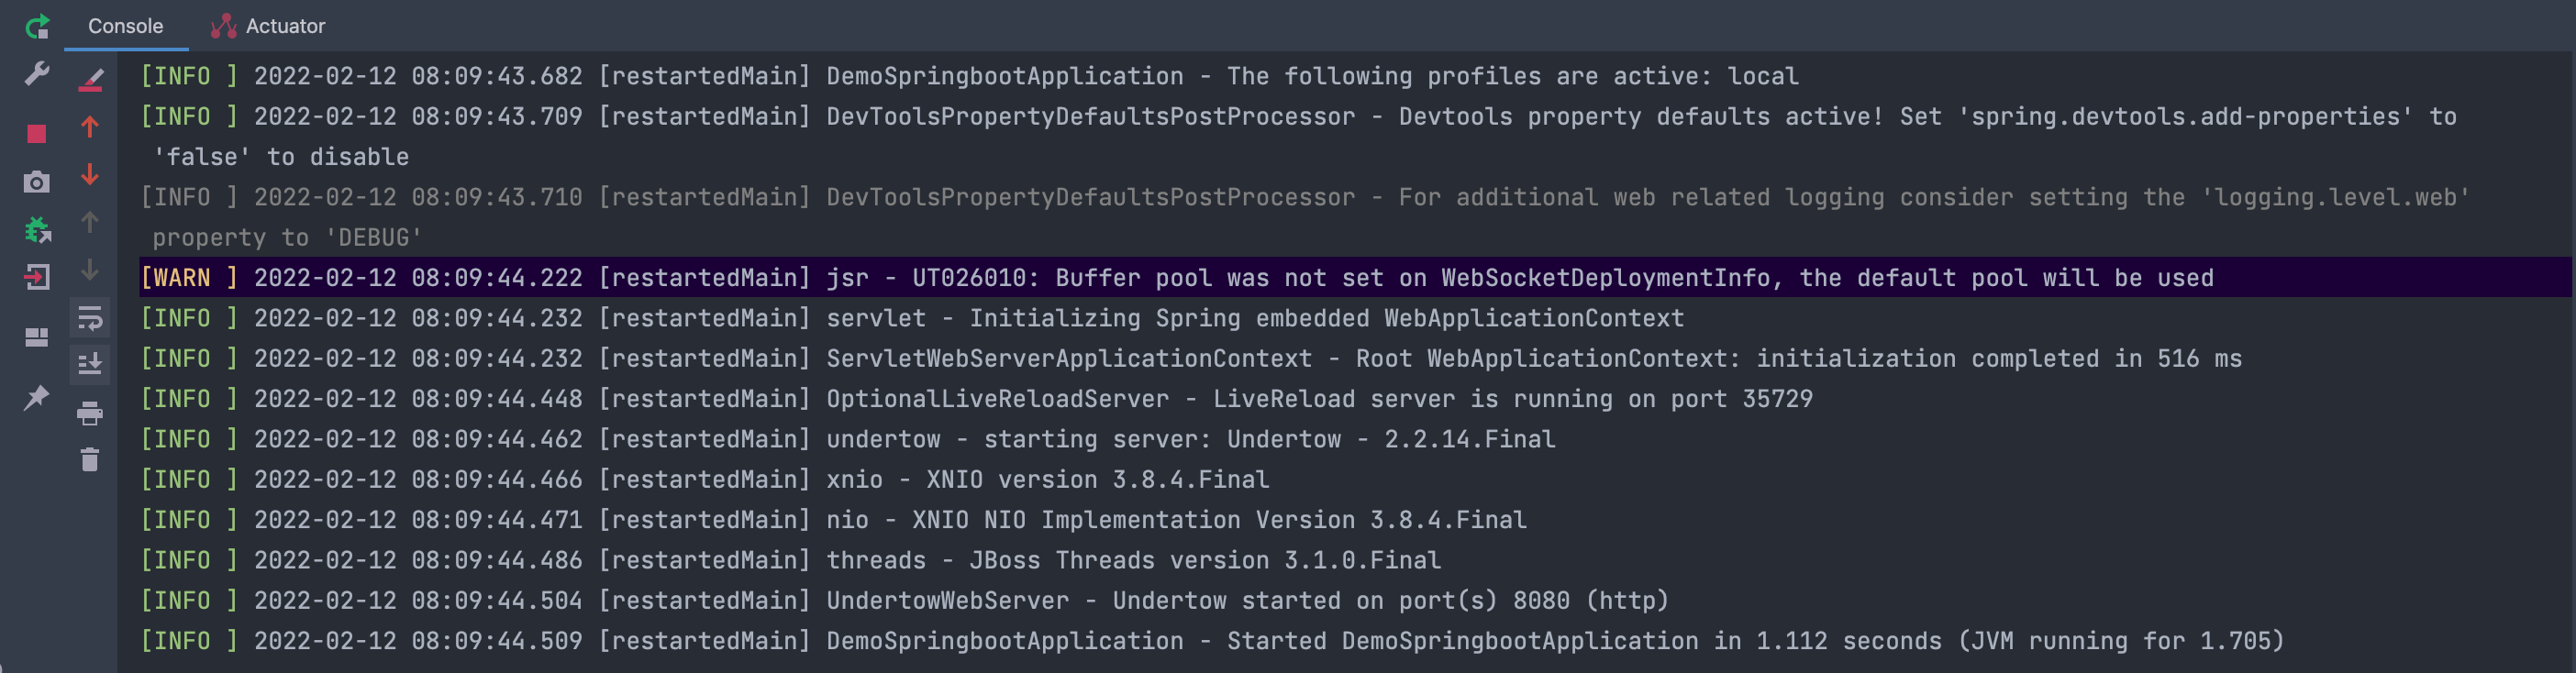 Console Actuator
[INFO ] 2022-02-12 08:09:43.682 [restartedMain] DemoSpringbootApplication - The following profiles are active: local
[INFO ] 2022-02-12 08:09:43.709 [restartedMain] DevToolsPropertyDefaultsPostProcessor - Devtools property defaults active! Set 'spring.devtools.add-properties' to
'false' to disable
[INFO ] 2022-02-12 08:09:43.710 [restartedMain] DevToolsPropertyDefaultsPostProcessor - For additional web related logging consider setting the 'logging.level.web'
property to 'DEBUG'
[WARN ] 2022-02-12 08:09:44.222 [restartedMain] jsr - UT026010: Buffer pool was not set on WebSocketDeploymentInfo, the default pool will be used
[INFO ] 2022-02-12 08:09:44.232 [restartedMain] servlet - Initializing Spring embedded WebApplicationContext
[INFO ] 2022-02-12 08:09:44.232 [restartedMain] ServletWebServerApplicationContext - Root WebApplicationContext: initialization completed in 516 ms
[INFO ] 2022-02-12 08:09:44.448 [restartedMain] OptionalLiveReloadServer - LiveReload server is running on port 35729
[INFO ] 2022-02-12 08:09:44.462 [restartedMain] undertow - starting server: Undertow - 2.2.14.Final
[INFO ] 2022-02-12 08:09:44.466 [restartedMain] xnio - XNIO version 3.8.4.Final
[INFO ] 2022-02-12 08:09:44.471 [restartedMain] nio - XNIO NIO Implementation Version 3.8.4.Final
[INFO ] 2022-02-12 08:09:44.486 [restartedMain] threads - JBoss Threads version 3.1.0.Final
[INFO ] 2022-02-12 08:09:44.504 [restartedMain] UndertowWebServer - Undertow started on port(s) 8080 (http)
[INFO ] 2022-02-12 08:09:44.509 [restartedMain] DemoSpringbootApplication - Started DemoSpringbootApplication in 1.112 seconds (JVM running for 1.705)